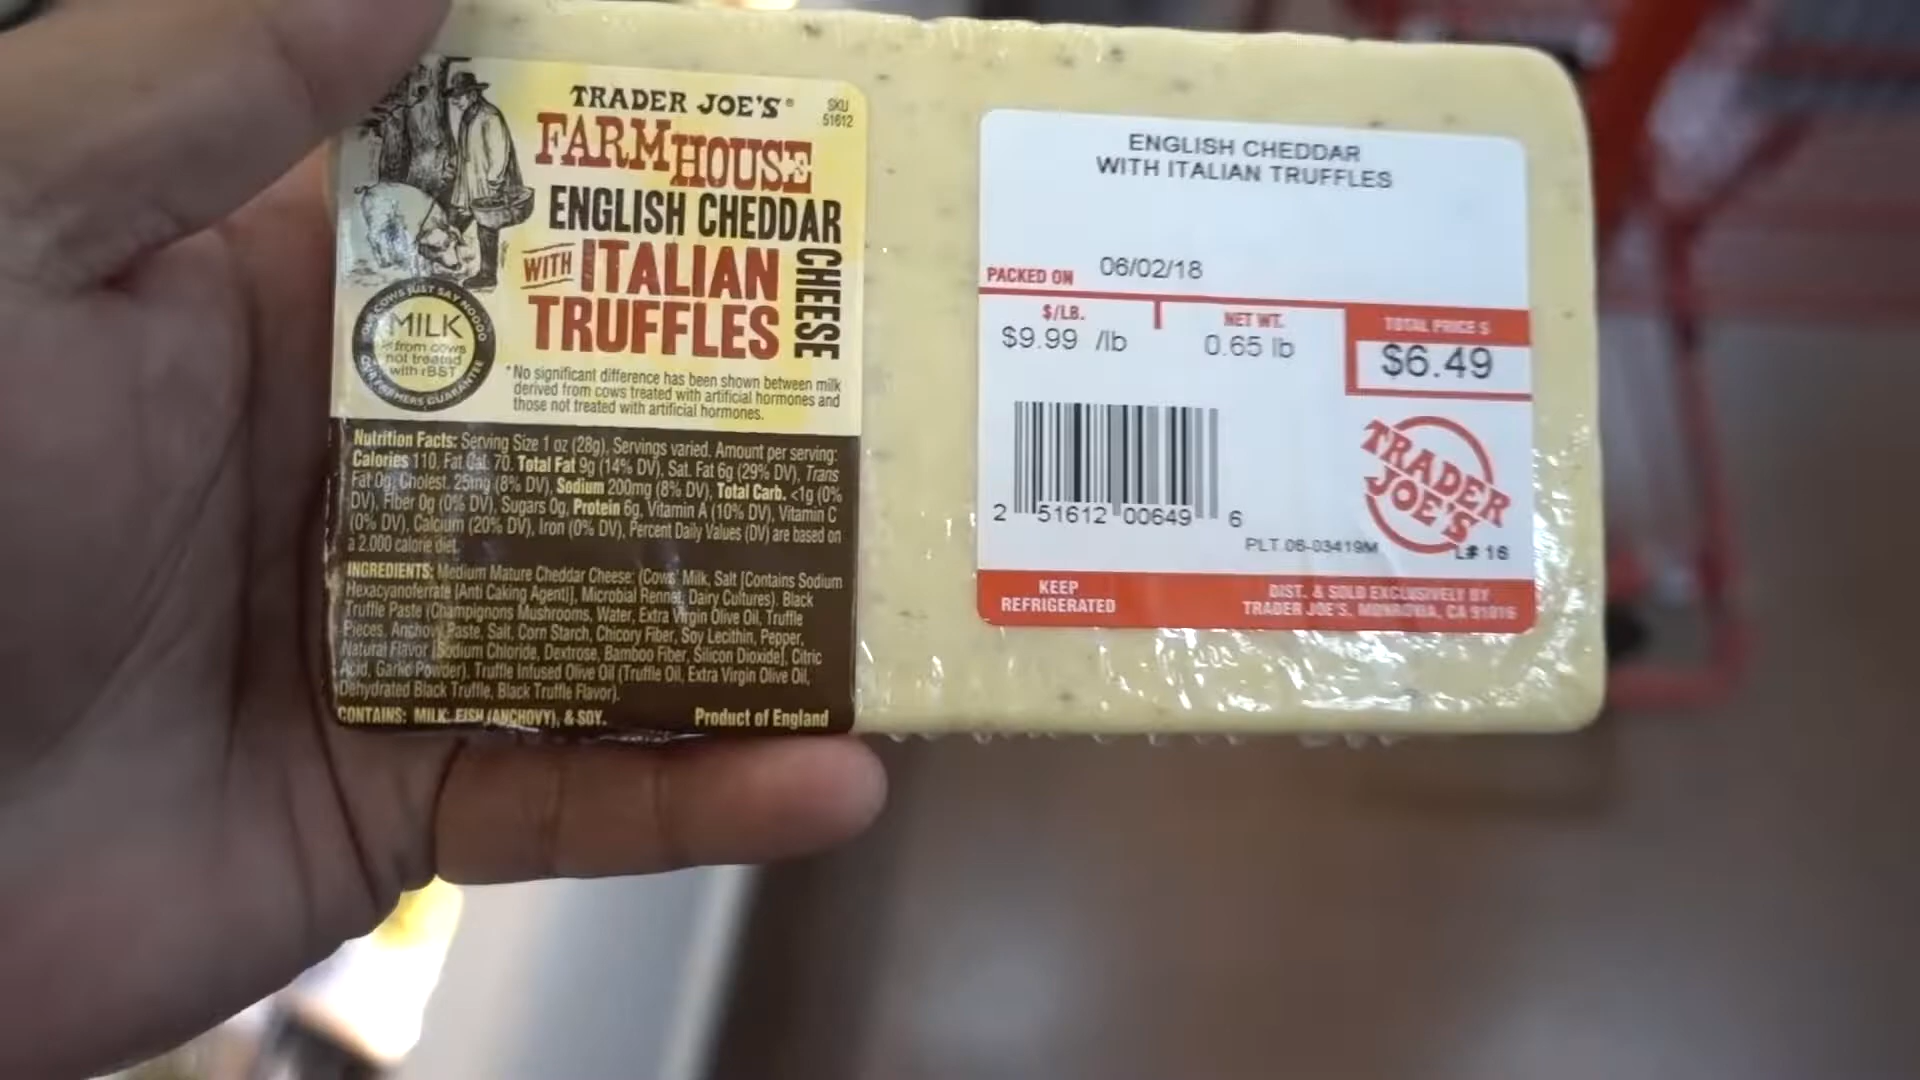 TRADER JOE'S®
SKU
51612
FARMHOUSE
ENGLISH CHEDDAR
CHEESE
WITH ITALIAN
TRUFFLES
OUR COWS JUST SAY NOOOO
MILK
from cows
not treated
with rBST
OUR FARMERS GUARANTEE
*No significant difference has been shown between milk
derived from cows treated with artificial hormones and
those not treated with artificial hormones.
Nutrition Facts: Serving Size 1 oz (28g), Servings varied. Amount per serving:
Calories 110, Fat Cal. 70. Total Fat 9g (14% DV), Sat. Fat 6g (29% DV), Trans
Fat 0g, Cholest. 25mg (8% DV), Sodium 200mg (8% DV), Total Carb. <1g (0%
DV), Fiber 0g (0% DV), Sugars 0g, Protein 6g, Vitamin A (10% DV), Vitamin C
(0% DV), Calcium (20% DV), Iron (0% DV), Percent Daily Values (DV) are based on
a 2,000 calorie diet.
INGREDIENTS: Medium Mature Cheddar Cheese: (Cows' Milk, Salt [Contains Sodium
Hexacyanoferrate (Anti Caking Agent)], Microbial Rennet, Dairy Cultures). Black
Truffle Paste (Champignons Mushrooms, Water, Extra Virgin Olive Oil, Truffle
Pieces, Anchovy Paste, Salt, Corn Starch, Chicory Fiber, Soy Lecithin, Pepper,
Natural Flavor [Sodium Chloride, Dextrose, Bamboo Fiber, Silicon Dioxide], Citric
Acid, Garlic Powder). Truffle Infused Olive Oil (Truffle Oil, Extra Virgin Olive Oil,
Dehydrated Black Truffle, Black Truffle Flavor).
CONTAINS: MILK, FISH (ANCHOVY), & SOY.
Product of England
ENGLISH CHEDDAR
WITH ITALIAN TRUFFLES
PACKED ON 06/02/18
$/LB. NET WT. TOTAL PRICE $
$9.99 /lb 0.65 lb $6.49
2 51612 00649 6
TRADER
JOE'S
PLT 06-03419M L# 16
KEEP
REFRIGERATED
DIST. & SOLD EXCLUSIVELY BY
TRADER JOE'S, MONROVIA, CA 91016